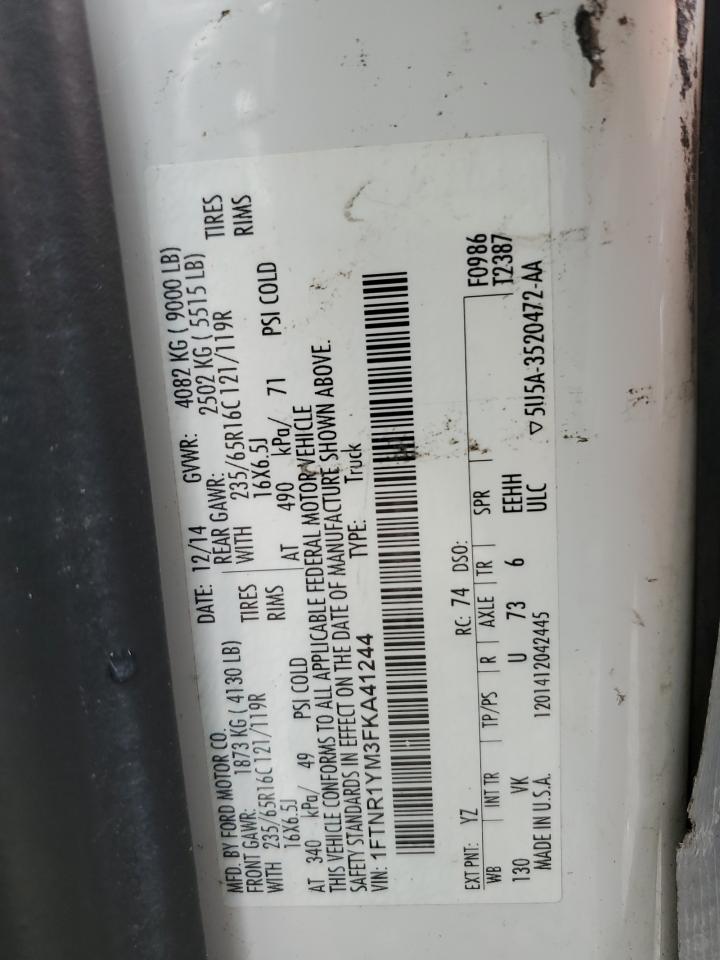 MFD. BY FORD MOTOR CO. DATE: 12/14 GVWR: 4082 KG ( 9000 LB)
FRONT GAWR: 1873 KG ( 4130 LB) REAR GAWR: 2502 KG ( 5515 LB)
WITH 235/65R16C 121/119R TIRES WITH 235/65R16C 121/119R TIRES
16X6.5J RIMS 16X6.5J RIMS
AT 340 kPa/ 49 PSI COLD AT 490 kPa/ 71 PSI COLD
THIS VEHICLE CONFORMS TO ALL APPLICABLE FEDERAL MOTOR VEHICLE
SAFETY STANDARDS IN EFFECT ON THE DATE OF MANUFACTURE SHOWN ABOVE.
VIN: 1FTNR1YM3FKA41244 TYPE: Truck
EXT PNT: YZ RC: 74 DSO: F0986
WB INT TR TP/PS R AXLE TR SPR T2387
130 VK U 73 6 EEHH
MADE IN U.S.A. 1201412042445 ULC ▽5U5A-3520472-AA